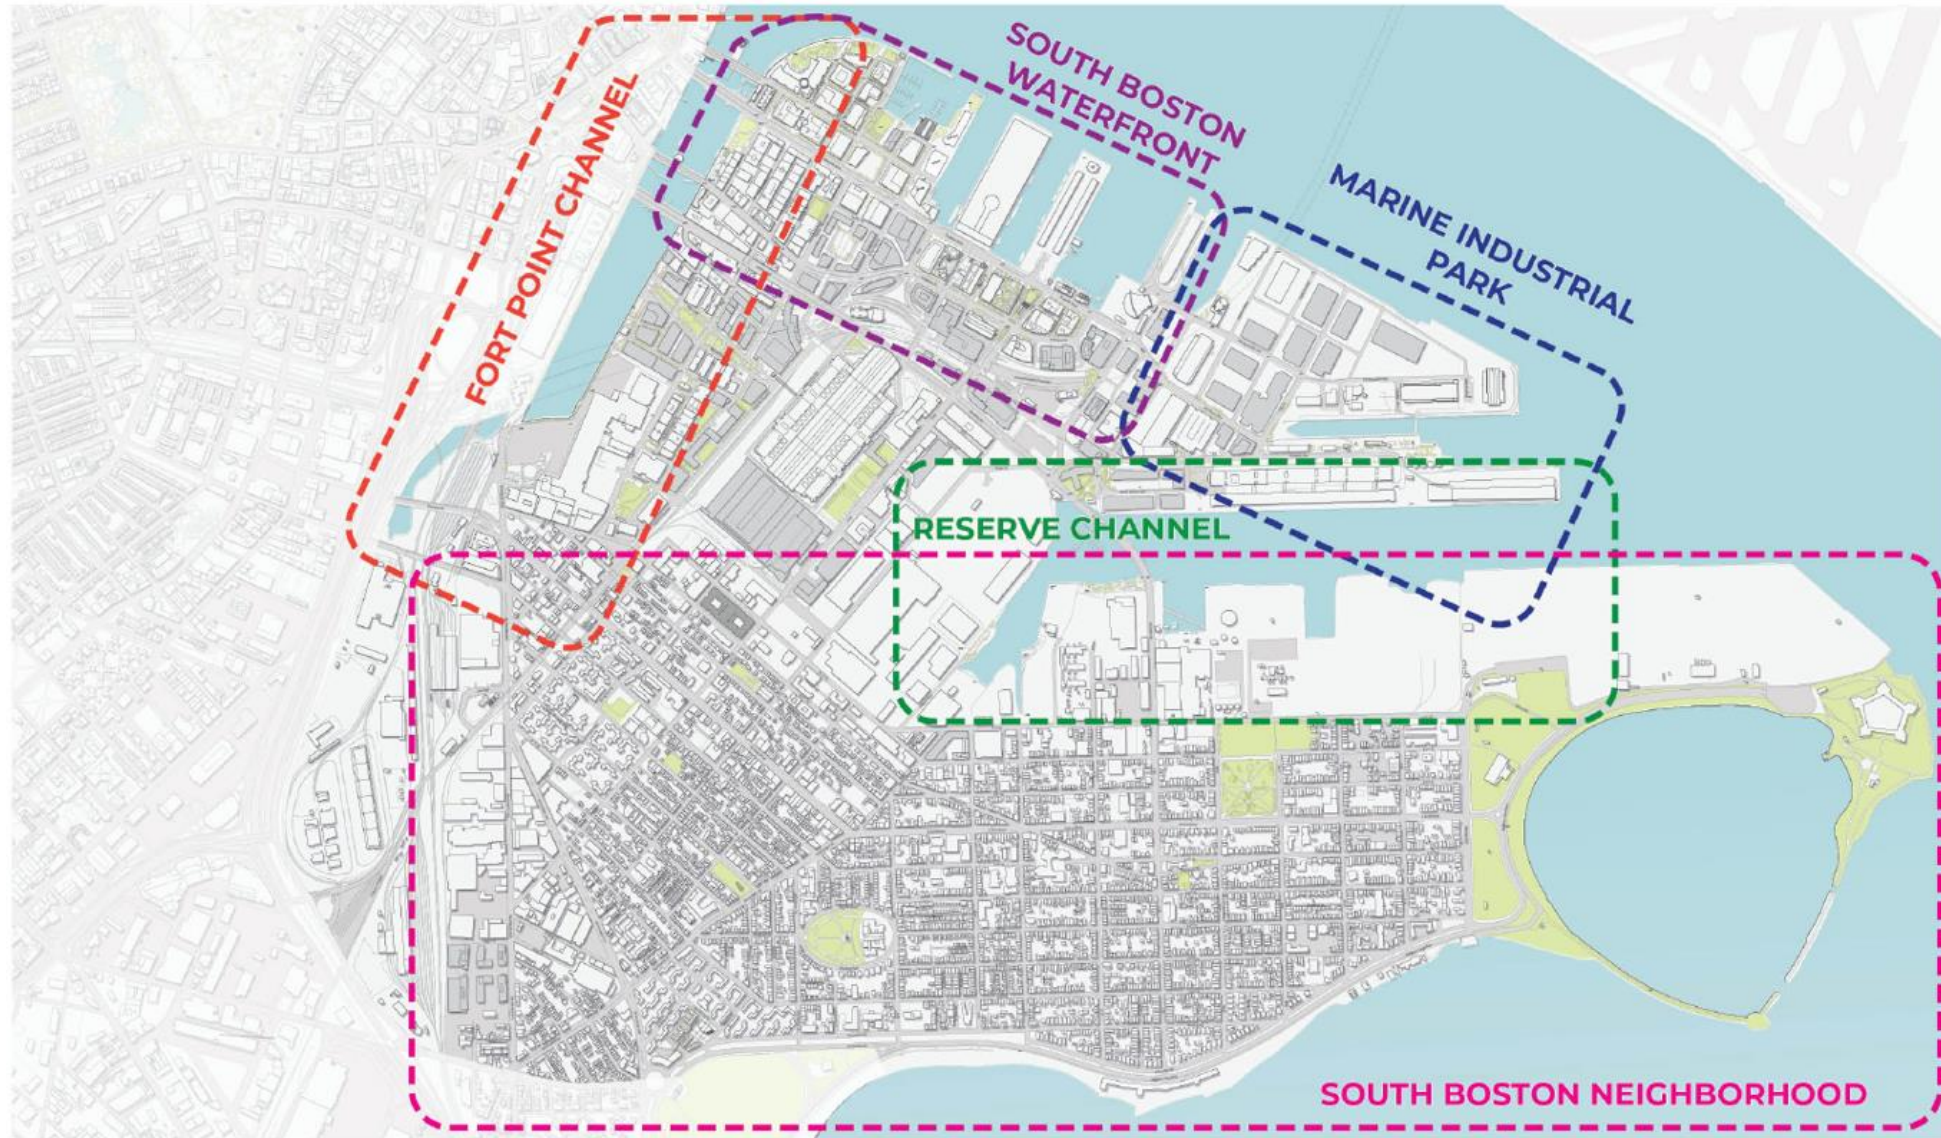 SOUTH BOSTON
WATERFRONT
FORT POINT CHANNEL
MARINE INDUSTRIAL
PARK
RESERVE CHANNEL
SOUTH BOSTON NEIGHBORHOOD